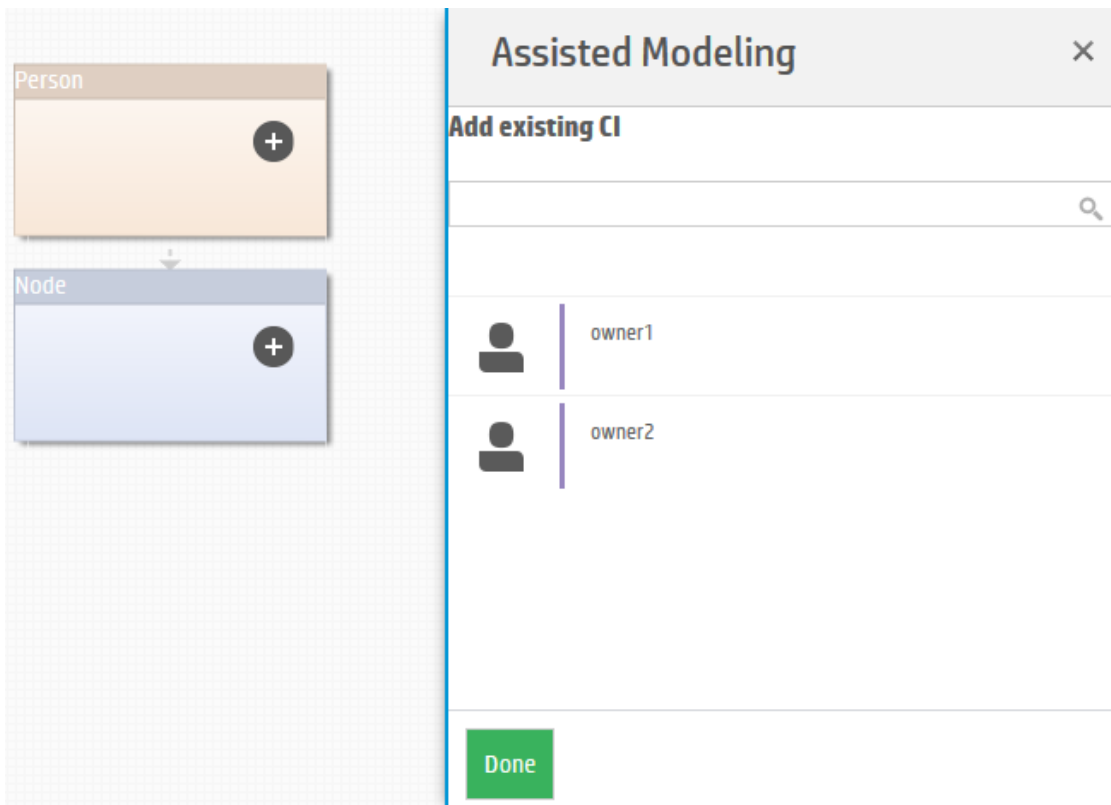 Person
Node
Assisted Modeling
Add existing CI
owner1
owner2
Done